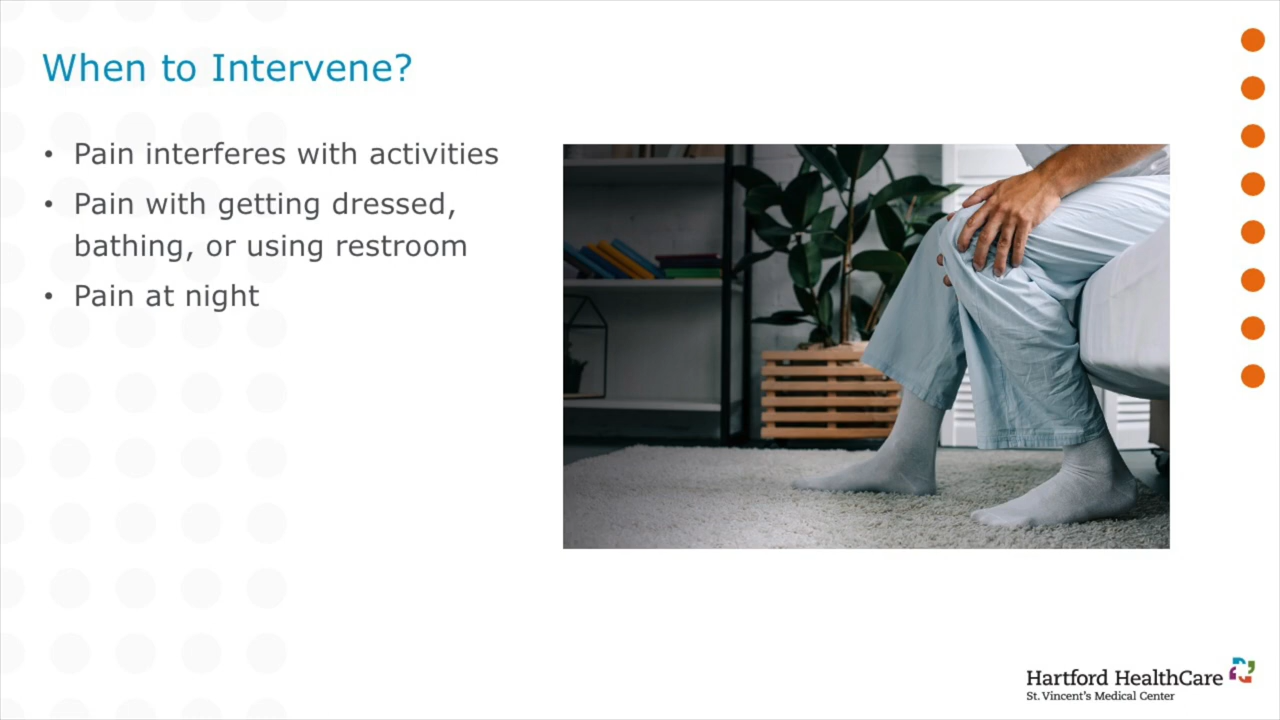 When to Intervene?
• Pain interferes with activities
• Pain with getting dressed,
bathing, or using restroom
• Pain at night
Hartford HealthCare
St. Vincent's Medical Center